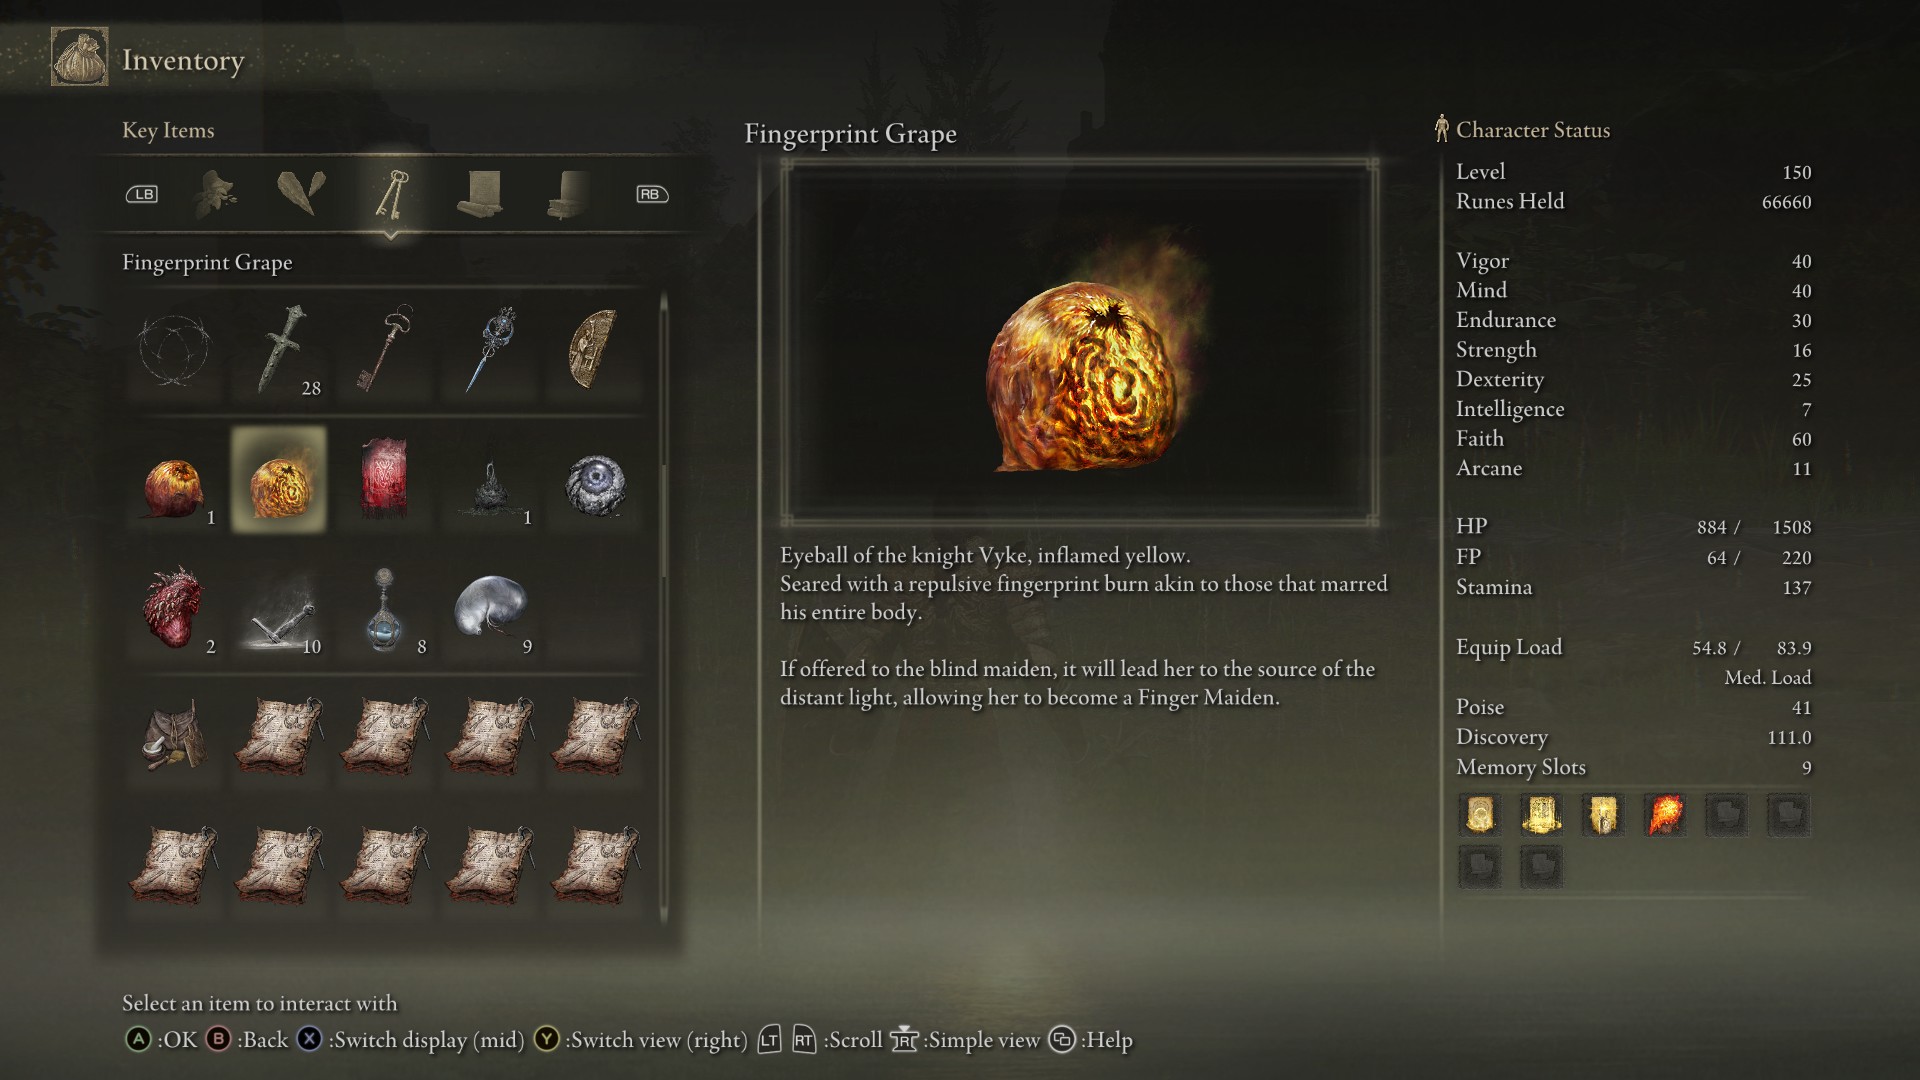 Inventory
Key Items
LB
RB
Fingerprint Grape
28
1
1
2
10
8
9
Fingerprint Grape
Eyeball of the knight Vyke, inflamed yellow.
Seared with a repulsive fingerprint burn akin to those that marred
his entire body.
If offered to the blind maiden, it will lead her to the source of the
distant light, allowing her to become a Finger Maiden.
Character Status
Level 150
Runes Held 66660
Vigor 40
Mind 40
Endurance 30
Strength 16
Dexterity 25
Intelligence 7
Faith 60
Arcane 11
HP 884 / 1508
FP 64 / 220
Stamina 137
Equip Load 54.8 / 83.9
Med. Load
Poise 41
Discovery 111.0
Memory Slots 9
Select an item to interact with
A :OK B :Back X :Switch display (mid) Y :Switch view (right) LT RT :Scroll R :Simple view :Help